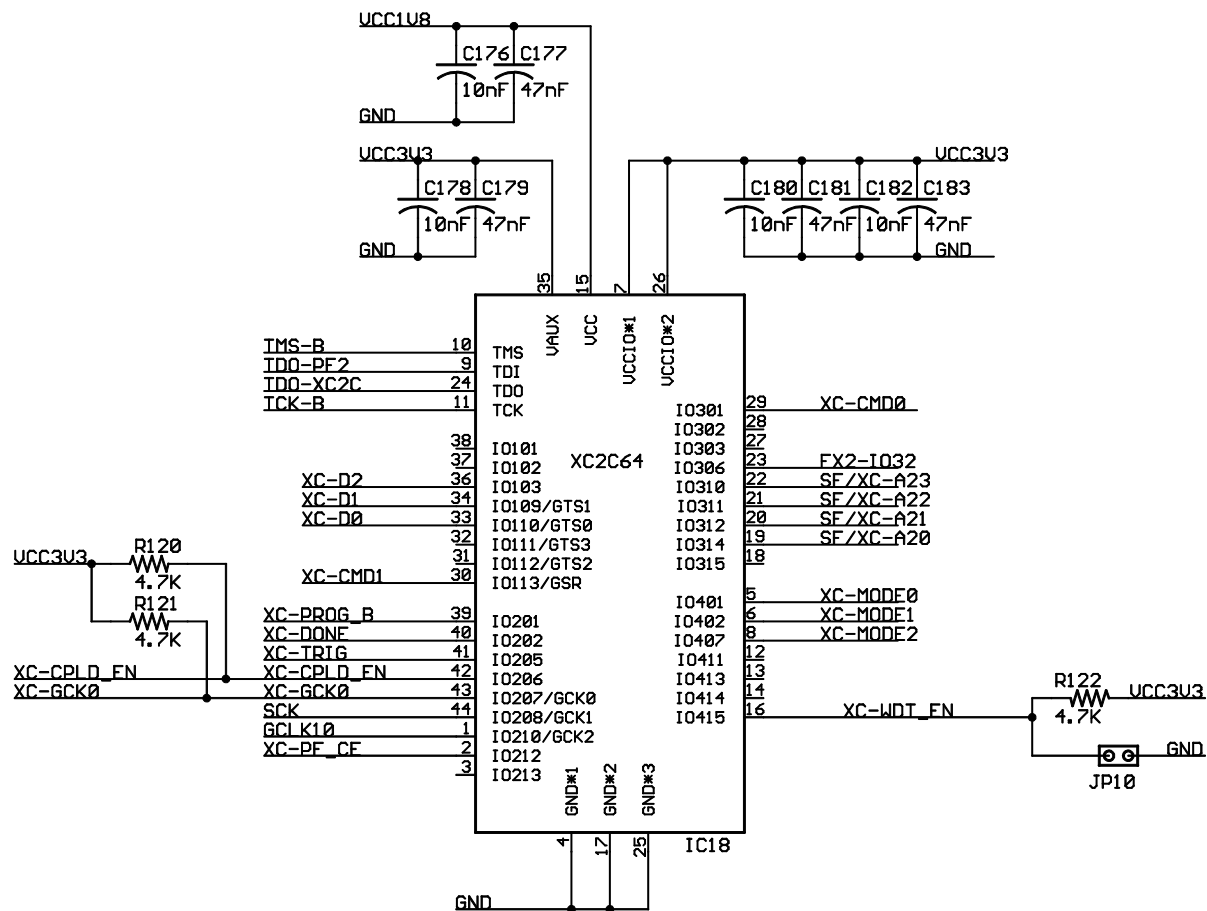 VCC1V8
C176 C177
10nF 47nF
GND
VCC3V3
C178 C179
10nF 47nF
GND
VCC3V3
C180 C181 C182 C183
10nF 47nF 10nF 47nF
GND
35 15 7 26
VAUX VCC VCCIO*1 VCCIO*2
TMS-B 10 TMS
TDO-PF2 9 TDI
TDO-XC2C 24 TDO
TCK-B 11 TCK
IO301 29 XC-CMD0
IO302 28
38 IO101 IO303 27
37 IO102 XC2C64 IO306 23 FX2-IO32
XC-D2 36 IO103 IO310 22 SF/XC-A23
XC-D1 34 IO109/GTS1 IO311 21 SF/XC-A22
XC-D0 33 IO110/GTS0 IO312 20 SF/XC-A21
32 IO111/GTS3 IO314 19 SF/XC-A20
31 IO112/GTS2 IO315 18
XC-CMD1 30 IO113/GSR
VCC3V3 R120
4.7K
R121
4.7K
IO401 5 XC-MODE0
XC-PROG_B 39 IO201 IO402 6 XC-MODE1
XC-DONE 40 IO202 IO407 8 XC-MODE2
XC-TRIG 41 IO205 IO411 12
XC-CPLD_EN XC-CPLD_EN 42 IO206 IO413 13
XC-GCK0 XC-GCK0 43 IO207/GCK0 IO414 14
SCK 44 IO208/GCK1 IO415 16 XC-WDT_EN
GCLK10 1 IO210/GCK2
XC-PF_CE 2 IO212
3 IO213
R122 VCC3V3
4.7K
GND
JP10
GND*1 GND*2 GND*3
4 17 25
IC18
GND